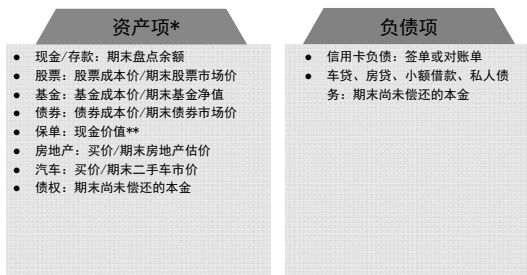 资产项*
● 现金/存款：期末盘点余额
● 股票：股票成本价/期末股票市场价
● 基金：基金成本价/期末基金净值
● 债券：债券成本价/期末债券市场价
● 保单：现金价值**
● 房地产：买价/期末房地产估价
● 汽车：买价/期末二手车市价
● 债权：期末尚未偿还的本金
负债项
● 信用卡负债：签单或对账单
● 车贷、房贷、小额借款、私人债
务：期末尚未偿还的本金